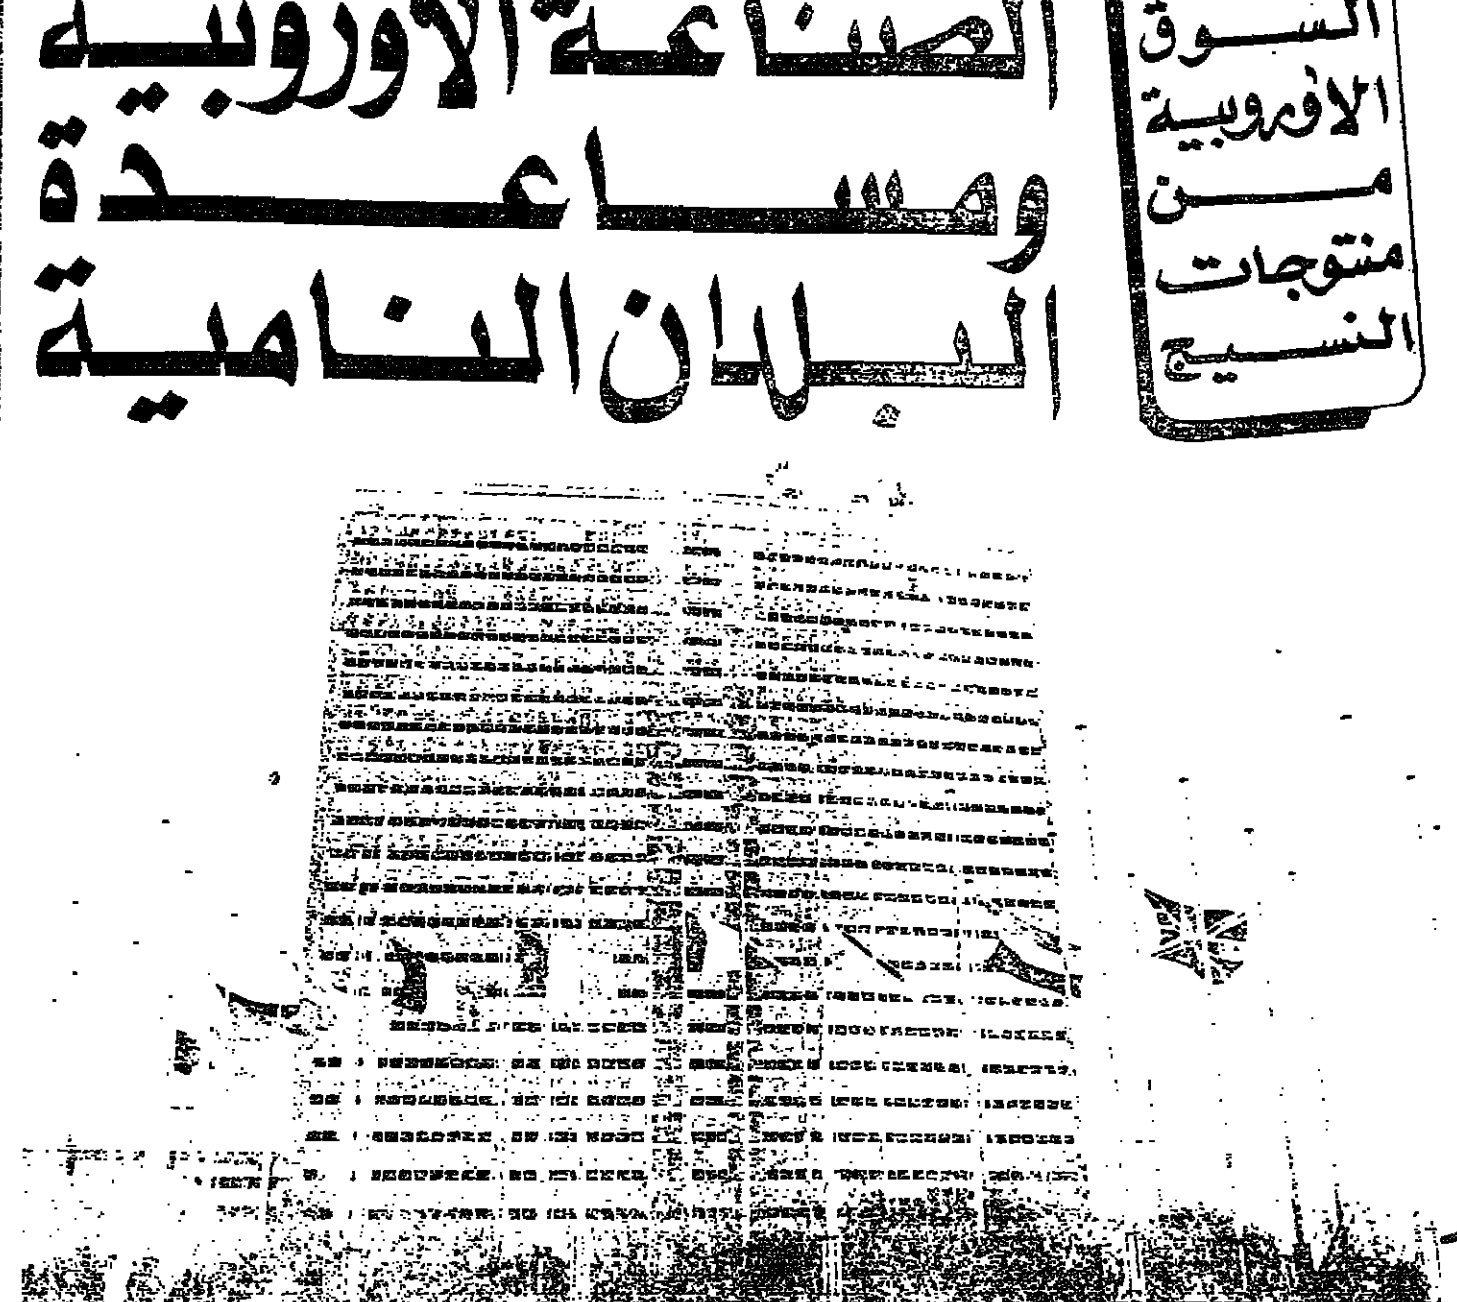 السوق
الأوروبية
من
منتوجات
النسيج
الصناعة الأوروبية
ومساعدة
البلدان النامية